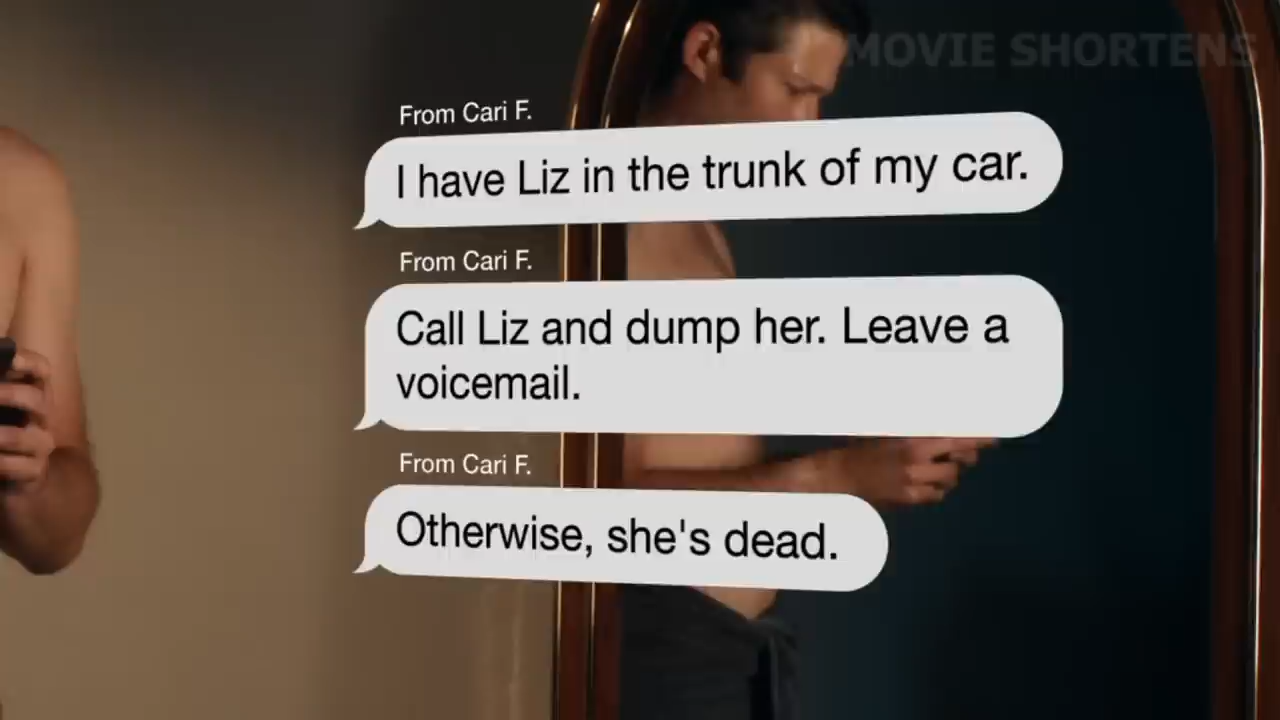 MOVIE SHORTENS
From Cari F.
I have Liz in the trunk of my car.
From Cari F.
Call Liz and dump her. Leave a
voicemail.
From Cari F.
Otherwise, she's dead.